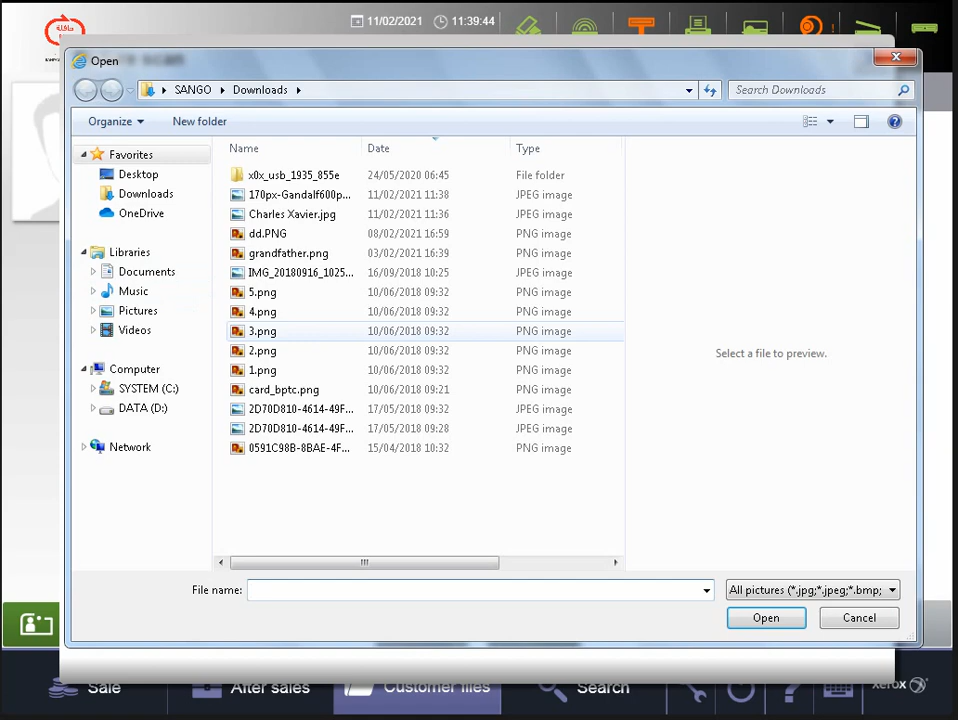 حافلة
11/02/2021 11:39:44
scan
Open
SANGO Downloads
Search Downloads
Organize New folder
Name Date Type
Favorites
Desktop
Downloads
OneDrive
Libraries
Documents
Music
Pictures
Videos
Computer
SYSTEM (C:)
DATA (D:)
Network
x0x_usb_1935_855e 24/05/2020 06:45 File folder
170px-Gandalf600p... 11/02/2021 11:38 JPEG image
Charles Xavier.jpg 11/02/2021 11:36 JPEG image
dd.PNG 08/02/2021 16:59 PNG image
grandfather.png 03/02/2021 16:39 PNG image
IMG_20180916_1025... 16/09/2018 10:25 JPEG image
5.png 10/06/2018 09:32 PNG image
4.png 10/06/2018 09:32 PNG image
3.png 10/06/2018 09:32 PNG image
2.png 10/06/2018 09:32 PNG image
1.png 10/06/2018 09:32 PNG image
card_bptc.png 10/06/2018 09:21 PNG image
2D70D810-4614-49F... 17/05/2018 09:32 JPEG image
2D70D810-4614-49F... 17/05/2018 09:28 JPEG image
0591C98B-8BAE-4F... 15/04/2018 10:32 PNG image
Select a file to preview.
File name: All pictures (*.jpg;*.jpeg;*.bmp;
Open Cancel
Sale After sales Customer files Search xerox